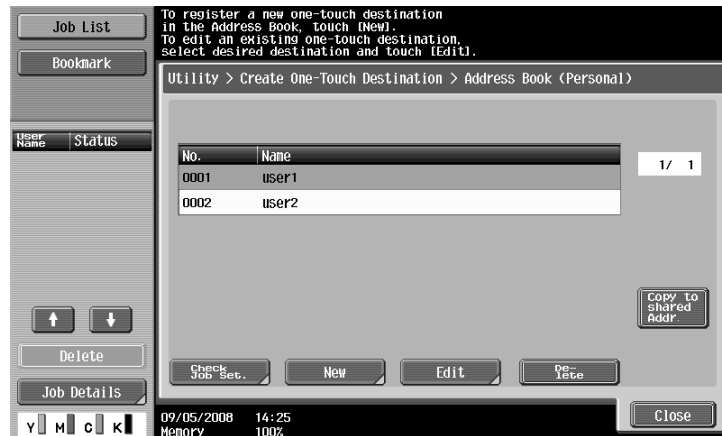 Job List
Bookmark
User Name
Status
Delete
Job Details
Y M C K
To register a new one-touch destination
in the Address Book, touch [New].
To edit an existing one-touch destination,
select desired destination and touch [Edit].
Utility > Create One-Touch Destination > Address Book (Personal)
No. Name
0001 user1
0002 user2
1/ 1
Copy to
shared
Addr.
Check
Job Set.
New
Edit
De-
lete
09/05/2008 14:25
Memory 100%
Close